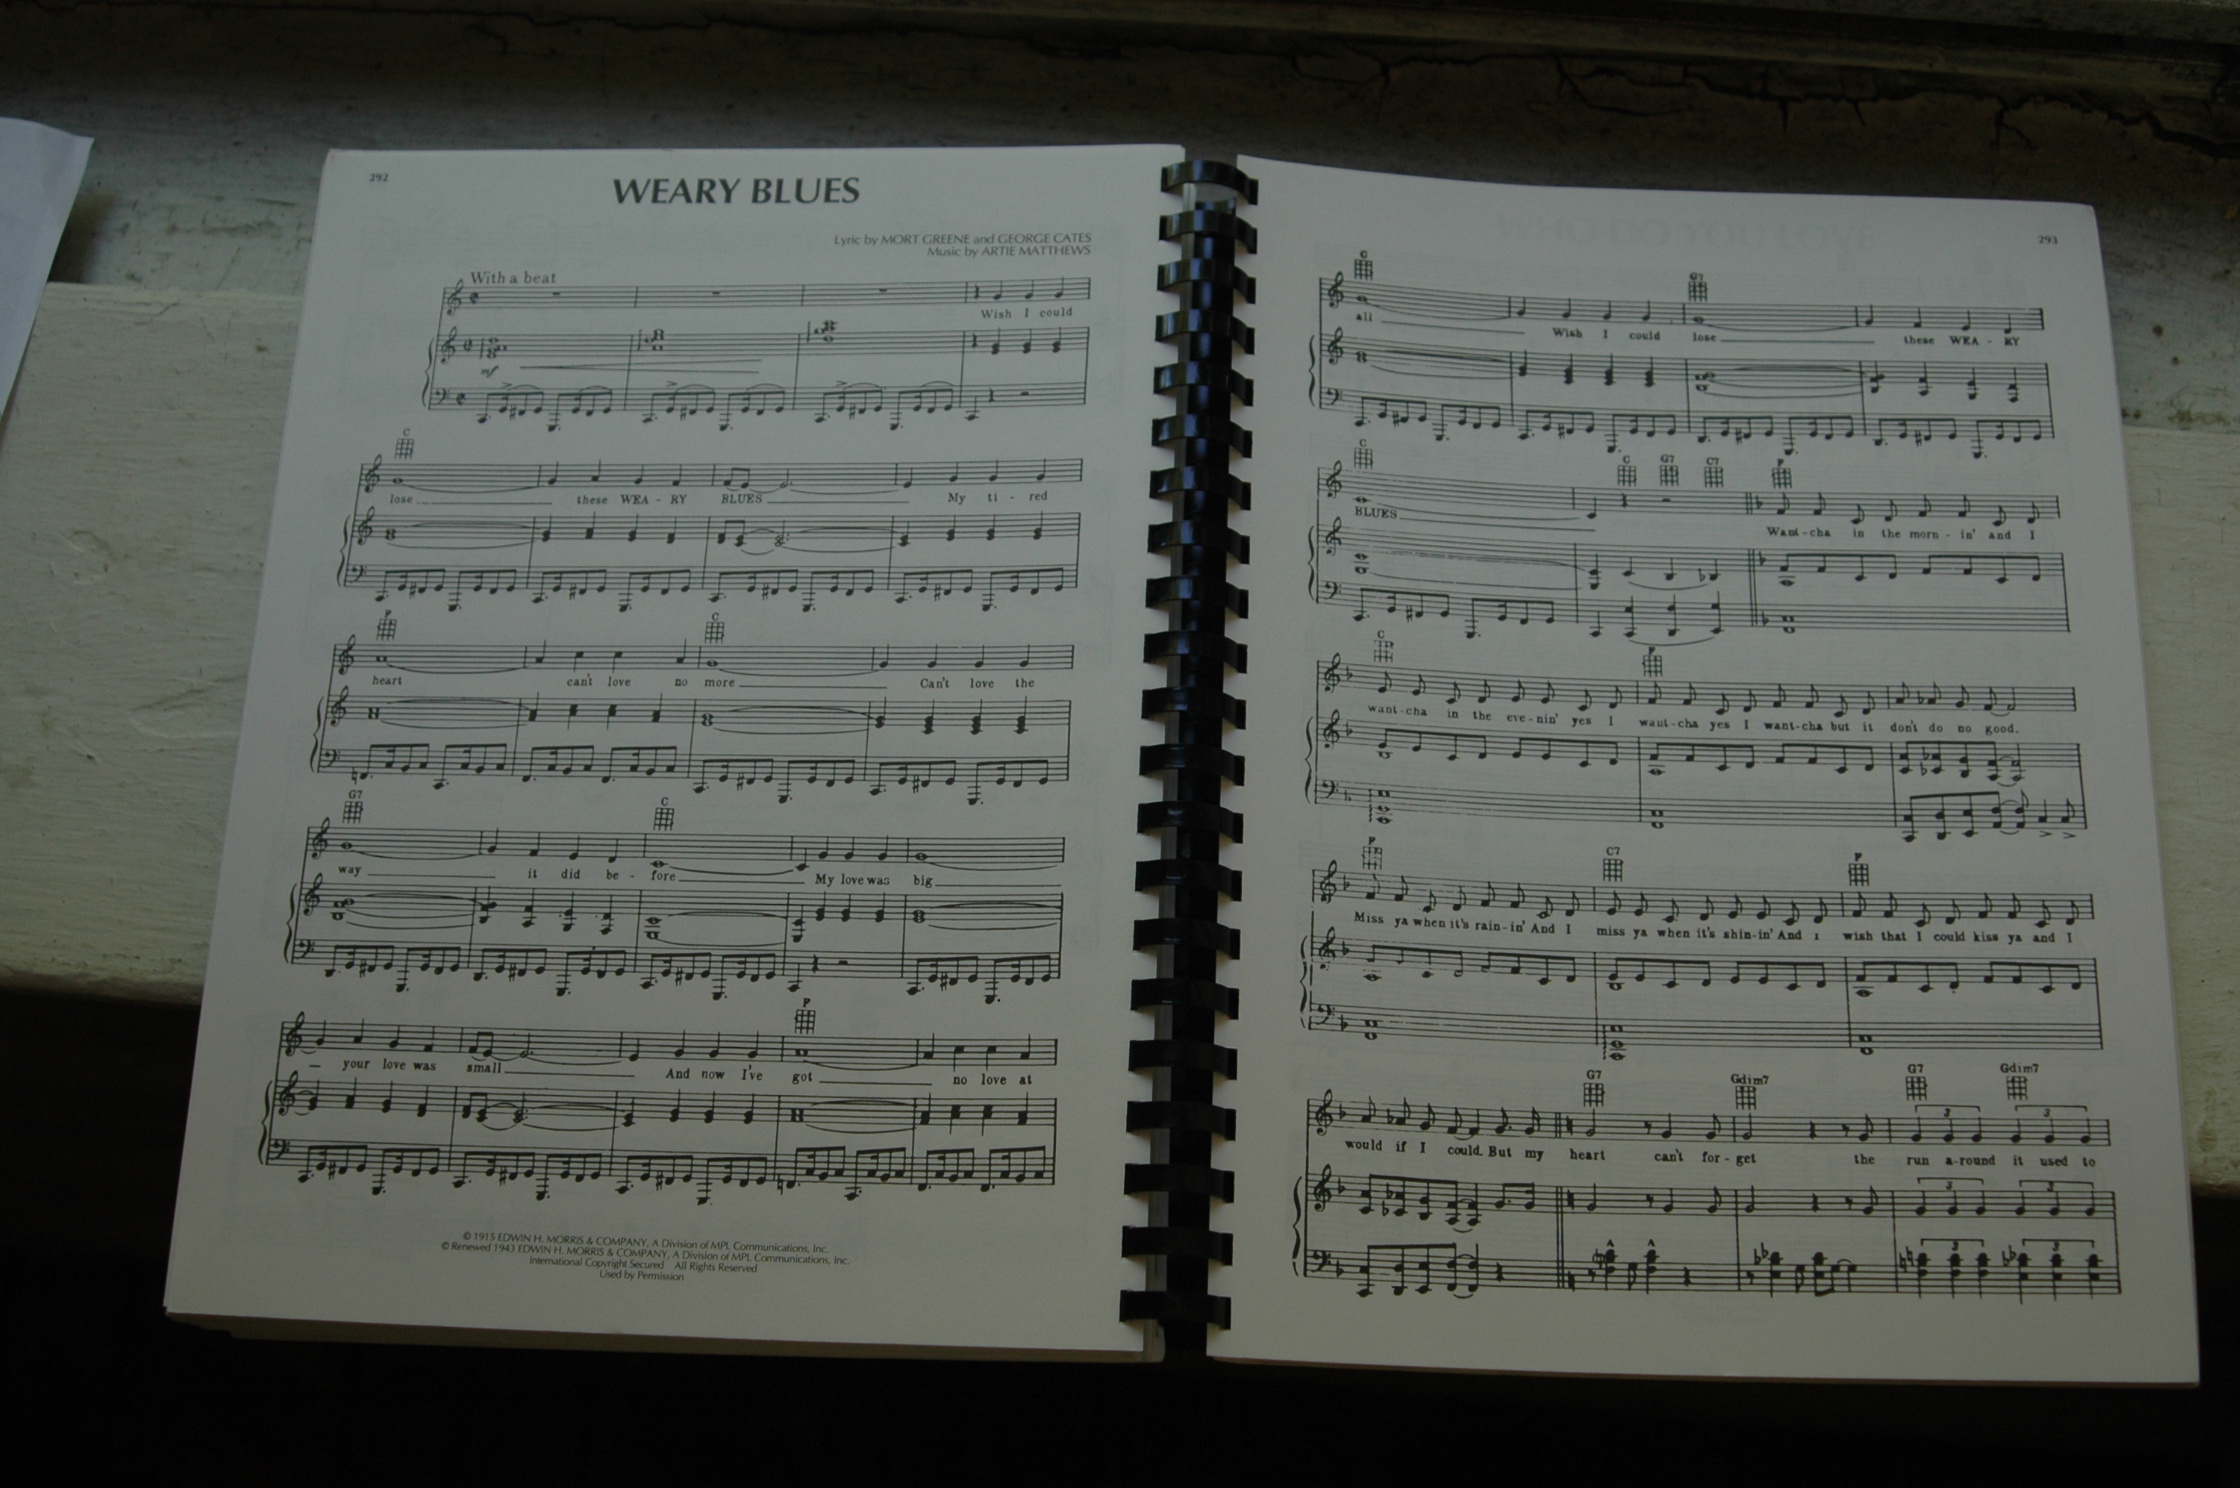 292
WEARY BLUES
Lyric by MORT GREENE and GEORGE CATES
Music by ARTIE MATTHEWS
With a beat
Wish I could
mf
C
lose these WEA - RY BLUES My ti - red
F C
heart can't love no more Can't love the
G7 C
way it did be - fore My love was big
F
your love was small And now I've got no love at
© 1915 EDWIN H. MORRIS & COMPANY, A Division of MPL Communications, Inc.
© Renewed 1943 EDWIN H. MORRIS & COMPANY, A Division of MPL Communications, Inc.
International Copyright Secured All Rights Reserved
Used by Permission
293
C G7
all Wish I could lose these WEA - RY
C C G7 C7 F
BLUES Want-cha in the morn - in' and I
C F
want-cha in the eve-nin' yes I want-cha yes I want-cha but it don't do no good.
F C7 F
Miss ya when it's rain-in' And I miss ya when it's shin-in' And I wish that I could kiss ya and I
G7 Gdim7 G7 Gdim7
3 3
would if I could. But my heart can't for-get the run a-round it used to
3 3
3 3